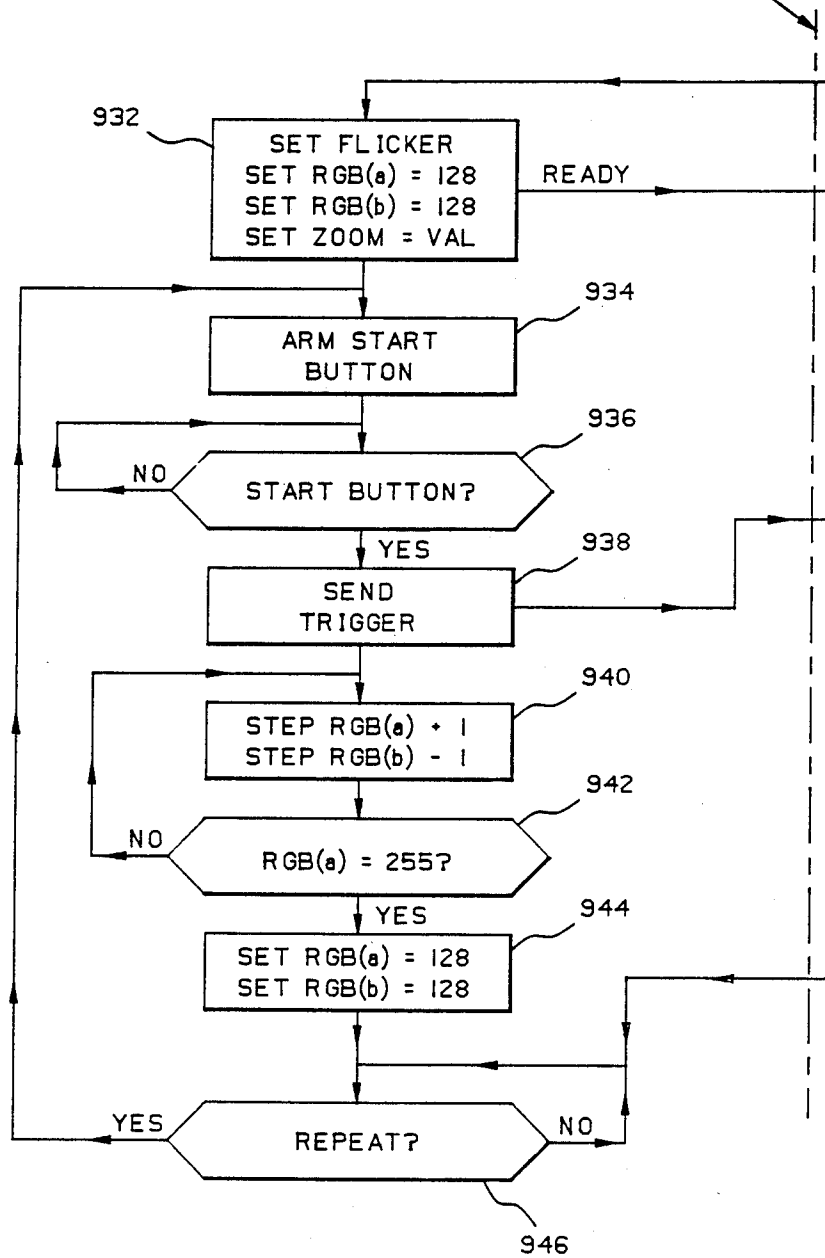 932
SET FLICKER
SET RGB(a) = 128
SET RGB(b) = 128
SET ZOOM = VAL
READY
934
ARM START
BUTTON
936
NO
START BUTTON?
YES
938
SEND
TRIGGER
940
STEP RGB(a) + 1
STEP RGB(b) - 1
942
NO
RGB(a) = 255?
YES
944
SET RGB(a) = 128
SET RGB(b) = 128
YES
REPEAT?
NO
946